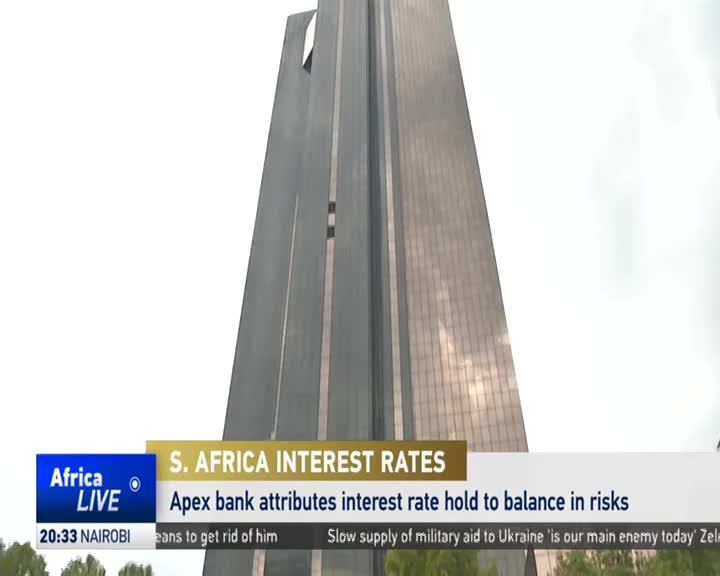 S. AFRICA INTEREST RATES
Africa
LIVE
Apex bank attributes interest rate hold to balance in risks
20:33 NAIROBI
eans to get rid of him Slow supply of military aid to Ukraine 'is our main enemy today' Zele